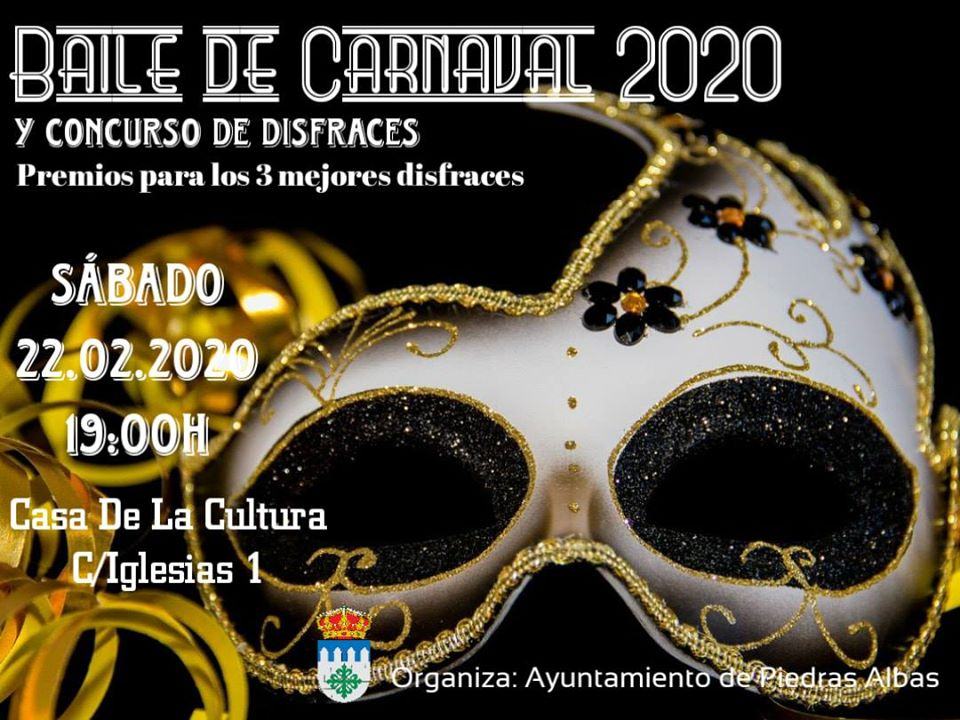 BAILE DE CARNAVAL 2020
Y CONCURSO DE DISFRACES
Premios para los 3 mejores disfraces
SÁBADO
22.02.2020
19:00H
Casa De La Cultura
C/Iglesias 1
Organiza: Ayuntamiento de Piedras Albas